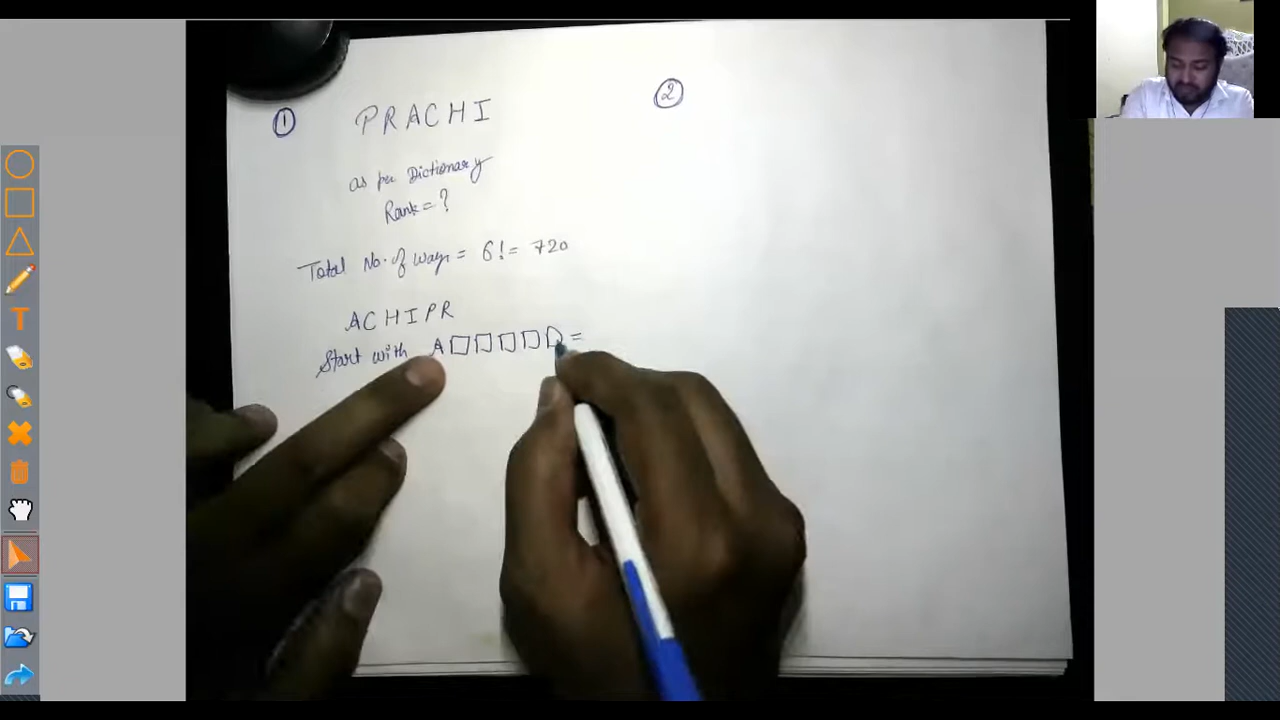 ① PRACHI
as per Dictionary
Rank = ?
Total No. of ways = 6! = 720
ACHIPR
Start with A□□□□□ =
②
T